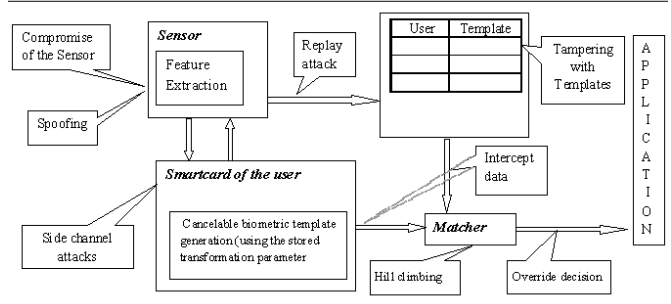 Compromise
of the Sensor
Sensor
Feature
Extraction
Spoofing
Replay
attack
User
Template
Tampering
with
Templates
A
P
P
L
I
C
A
T
I
O
N
Smartcard of the user
Cancelable biometric template
generation(using the stored
transformation parameter
Side channel
attacks
Intercept
data
Matcher
Hill climbing
Override decision